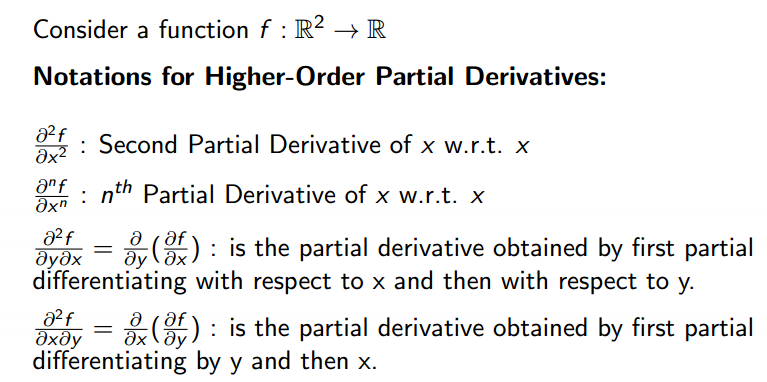 Consider a function f : ℝ² → ℝ
Notations for Higher-Order Partial Derivatives:
∂²f/∂x² : Second Partial Derivative of x w.r.t. x
∂ⁿf/∂xⁿ : nᵗʰ Partial Derivative of x w.r.t. x
∂²f/∂y∂x = ∂/∂y(∂f/∂x) : is the partial derivative obtained by first partial
differentiating with respect to x and then with respect to y.
∂²f/∂x∂y = ∂/∂x(∂f/∂y) : is the partial derivative obtained by first partial
differentiating by y and then x.